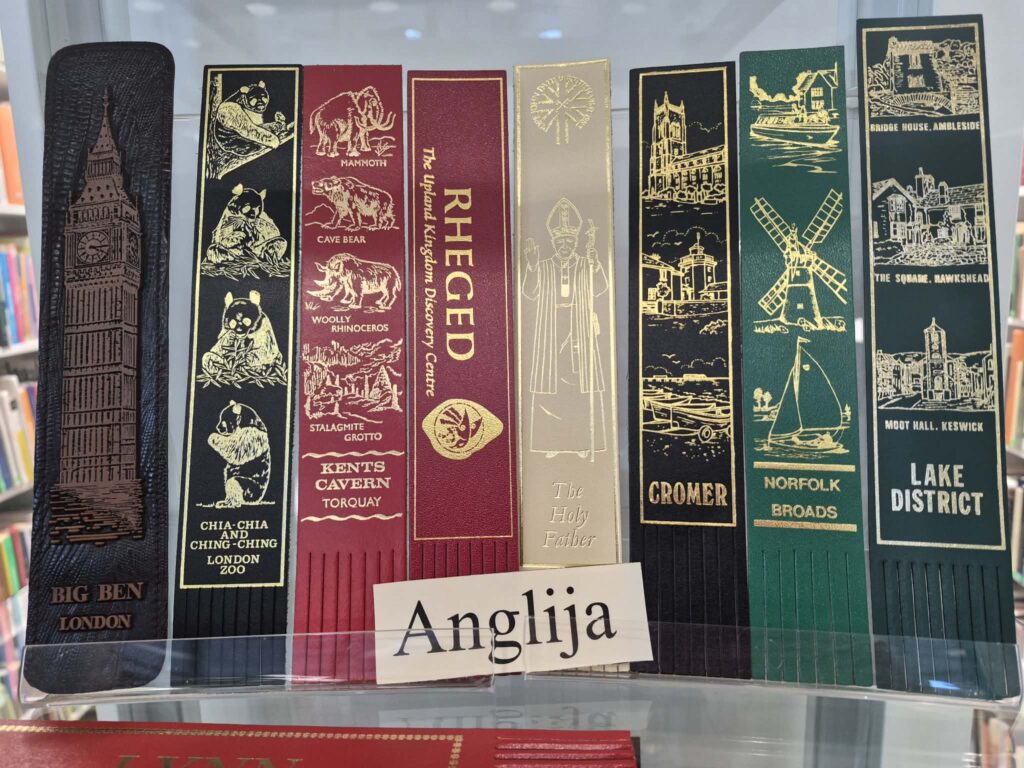 BIG BEN
LONDON
CHIA-CHIA
AND
CHING-CHING
LONDON
ZOO
MAMMOTH
CAVE BEAR
WOOLLY
RHINOCEROS
STALAGMITE
GROTTO
KENTS
CAVERN
TORQUAY
RHEGED
The Upland Kingdom Discovery Centre
The
Holy
Father
CROMER
NORFOLK
BROADS
BRIDGE HOUSE, AMBLESIDE
THE SQUARE, HAWKSHEAD
MOOT HALL, KESWICK
LAKE
DISTRICT
Anglija
LYNN